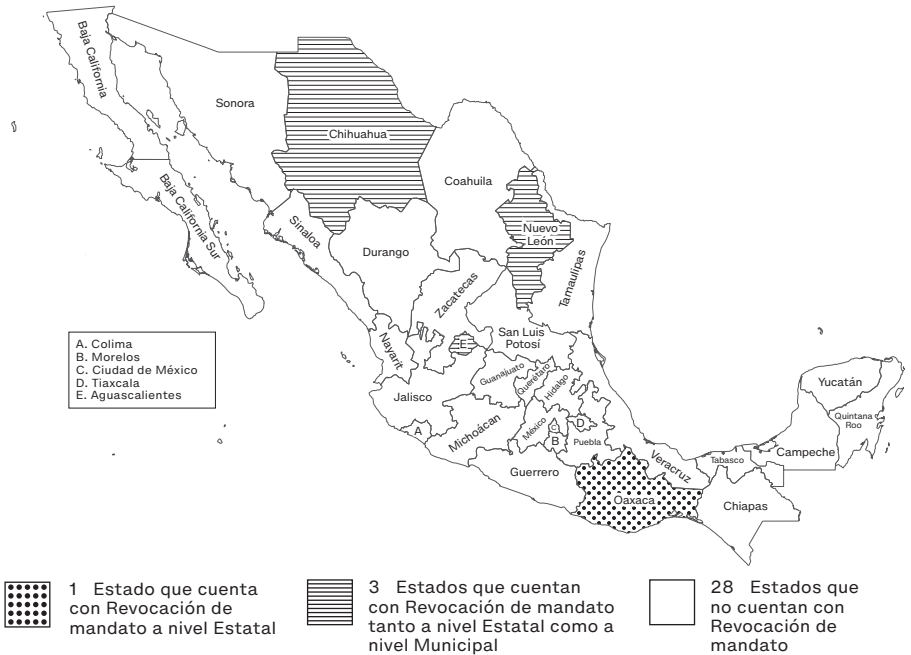 Baja California
Sonora
Chihuahua
Coahuila
Baja California Sur
Sinaloa
Nuevo
León
Durango
Tamaulipas
Zacatecas
San Luis
Potosí
Nayarit
E
A. Colima
B. Morelos
C. Ciudad de México
D. Tiaxcala
E. Aguascalientes
Guanajuato
Querétaro
Hidalgo
Yucatán
Jalisco
Quintana
Roo
A
Michoácan
México
C
B
D
Puebla
Veracruz
Tabasco
Campeche
Guerrero
Oaxaca
Chiapas
1 Estado que cuenta
con Revocación de
mandato a nivel Estatal
3 Estados que cuentan
con Revocación de mandato
tanto a nivel Estatal como a
nivel Municipal
28 Estados que
no cuentan con
Revocación de
mandato